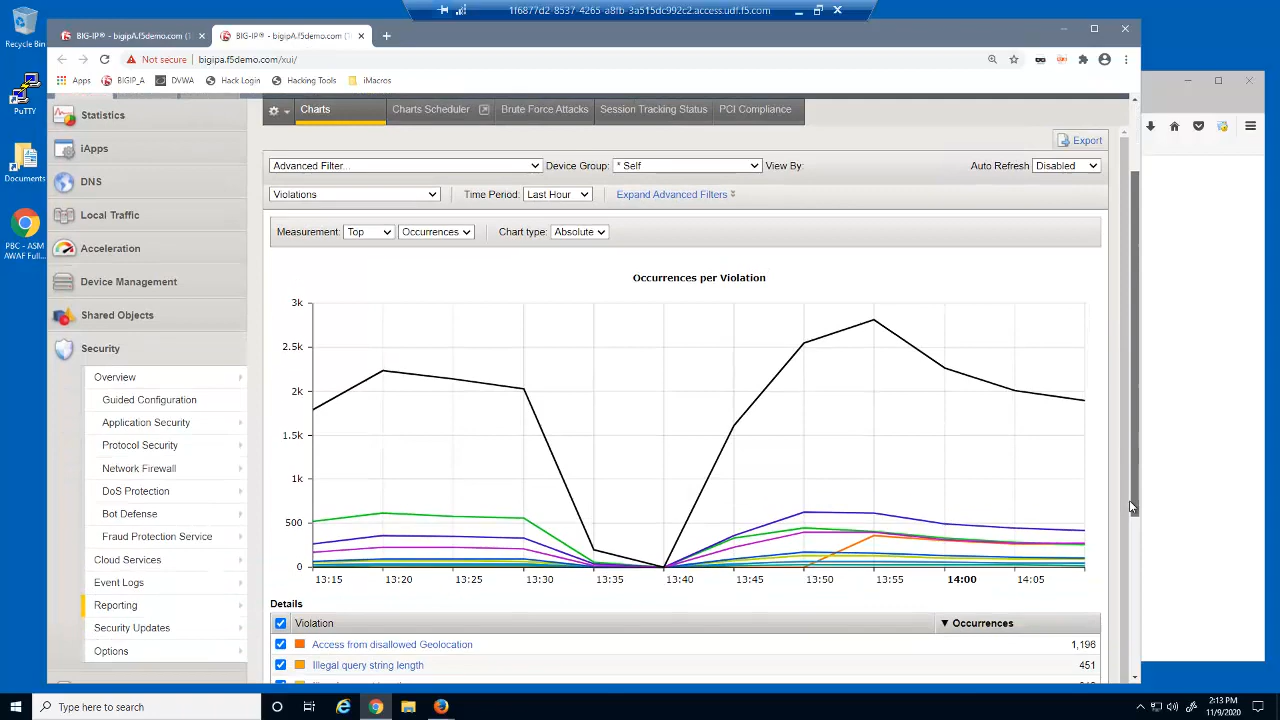 1f6877d2-8537-4265-a8fb-3a515dc992c2.access.udf.f5.com
Recycle Bin
PuTTY
Documents
PBC - ASM
AWAF Full...
BIG-IP® - bigipA.f5demo.com (1
BIG-IP® - bigipA.f5demo.com (1
Not secure
bigipa.f5demo.com/xui/
Apps
BIGIP_A
DVWA
Hack Login
Hacking Tools
iMacros
Statistics
iApps
DNS
Local Traffic
Acceleration
Device Management
Shared Objects
Security
Overview
Guided Configuration
Application Security
Protocol Security
Network Firewall
DoS Protection
Bot Defense
Fraud Protection Service
Cloud Services
Event Logs
Reporting
Security Updates
Options
Charts
Charts Scheduler
Brute Force Attacks
Session Tracking Status
PCI Compliance
Export
Advanced Filter...
Device Group:
* Self
View By:
Auto Refresh
Disabled
Violations
Time Period:
Last Hour
Expand Advanced Filters
Measurement:
Top
Occurrences
Chart type:
Absolute
Occurrences per Violation
3k
2.5k
2k
1.5k
1k
500
0
13:15
13:20
13:25
13:30
13:35
13:40
13:45
13:50
13:55
14:00
14:05
Details
Violation
Occurrences
Access from disallowed Geolocation
1,196
Illegal query string length
451
Type here to search
2:13 PM
11/9/2020